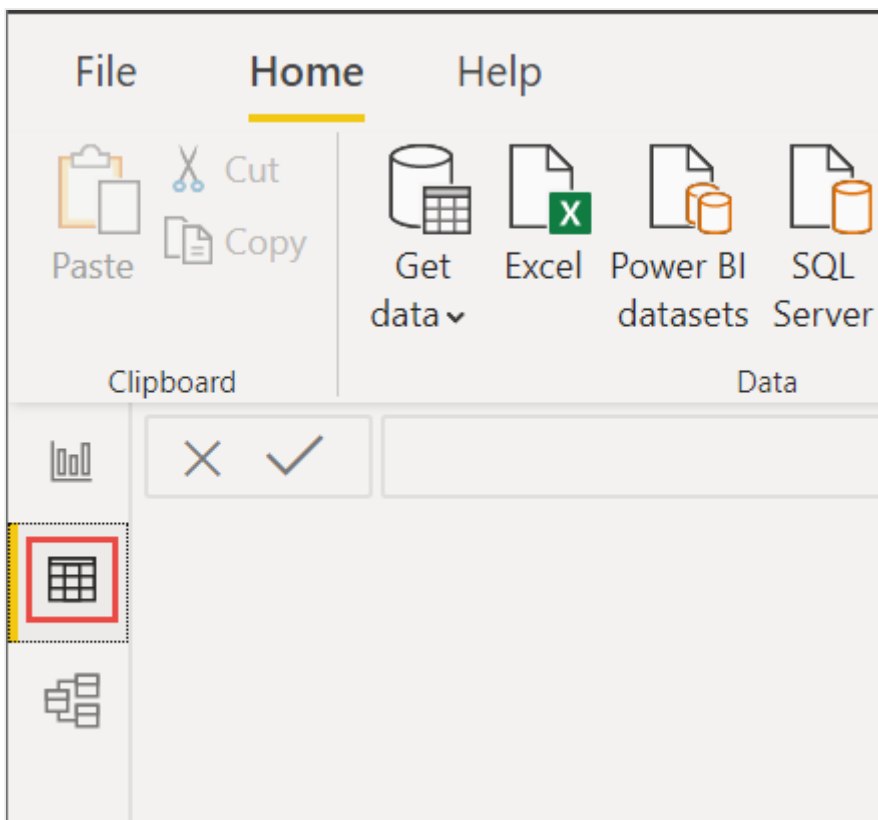 File Home Help
Cut
Copy
Paste
Get data
Excel
X
Power BI datasets
SQL Server
Clipboard
Data